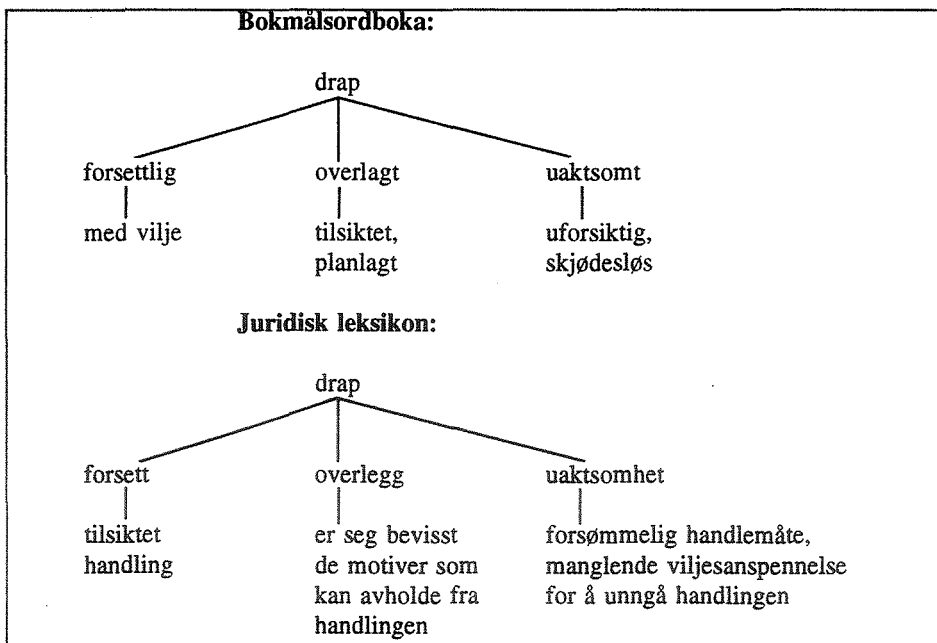 Bokmålsordboka:
drap
forsettlig overlagt uaktsomt
med vilje tilsiktet, uforsiktig,
planlagt skjødesløs
Juridisk leksikon:
drap
forsett overlegg uaktsomhet
tilsiktet er seg bevisst forsømmelig handlemåte,
handling de motiver som manglende viljesanspennelse
kan avholde fra for å unngå handlingen
handlingen